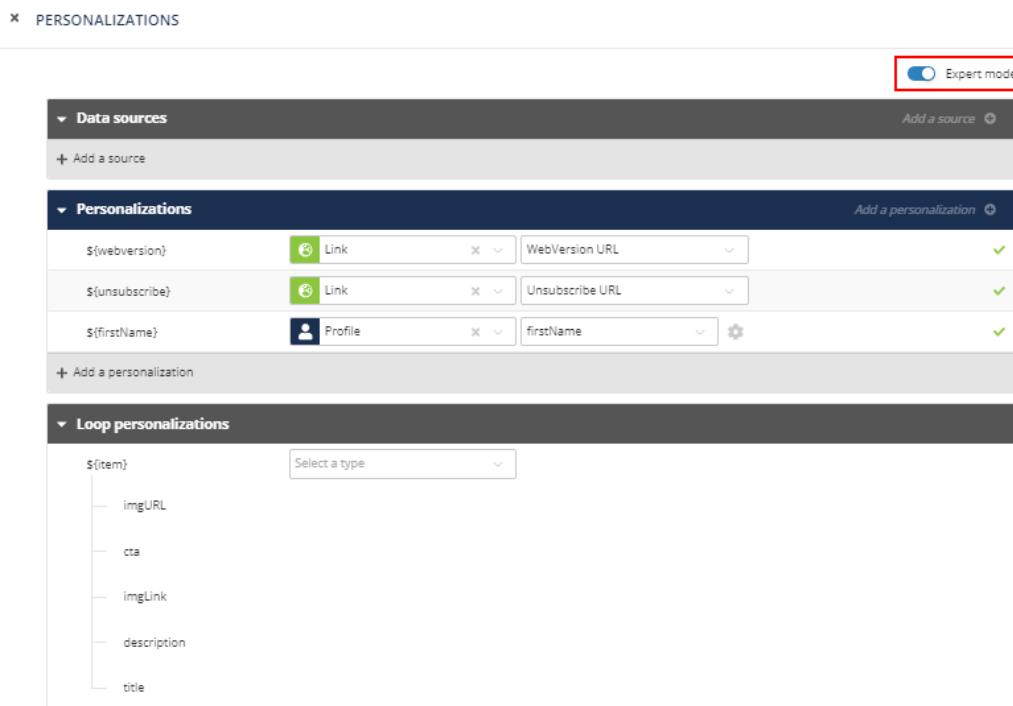 × PERSONALIZATIONS
Expert mode
Data sources Add a source
+ Add a source
Personalizations Add a personalization
${webversion} Link WebVersion URL
${unsubscribe} Link Unsubscribe URL
${firstName} Profile firstName
+ Add a personalization
Loop personalizations
${item} Select a type
imgURL
cta
imgLink
description
title